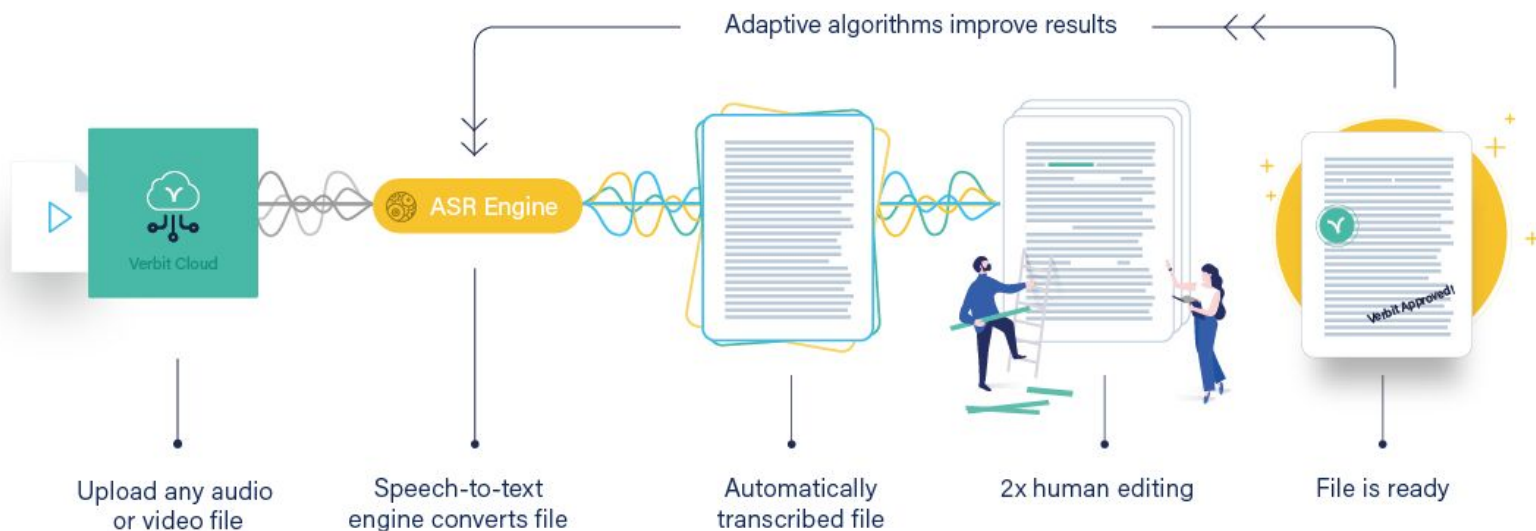 Adaptive algorithms improve results
Verbit Cloud
ASR Engine
Verbit Approved!
Upload any audio
or video file
Speech-to-text
engine converts file
Automatically
transcribed file
2x human editing
File is ready